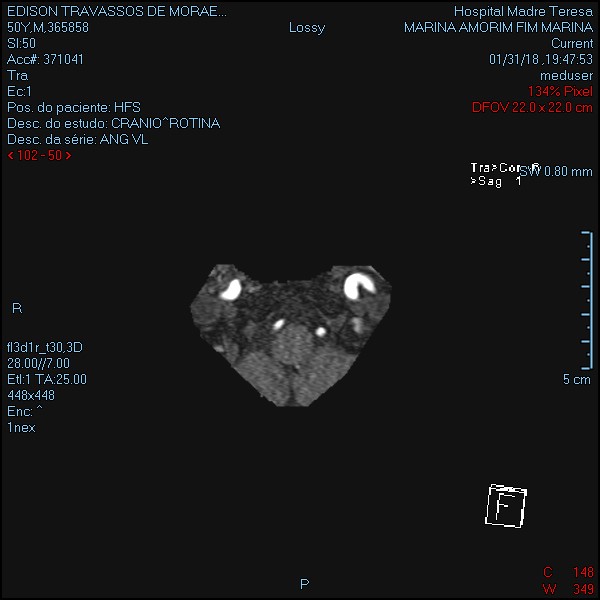 EDISON TRAVASSOS DE MORAE...
50Y,M,365858
SI:50
Acc#: 371041
Tra
Ec:1
Pos. do paciente: HFS
Desc. do estudo: CRANIO^ROTINA
Desc. da série: ANG VL
< 102 - 50 >
Lossy
Hospital Madre Teresa
MARINA AMORIM FIM MARINA
Current
01/31/18 ,19:47:53
meduser
134% Pixel
DFOV 22.0 x 22.0 cm
Tra>Cor
SW 0.80 mm
>Sag 1
R
fl3d1r_t30,3D
28.00//7.00
Etl:1 TA:25.00
448x448
Enc: ^
1nex
5 cm
F
P
C 148
W 349